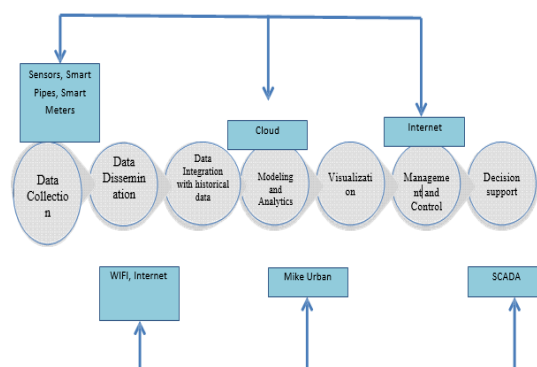 Sensors, Smart
Pipes, Smart
Meters
Cloud
Internet
Data
Collectio
n
Data
Dissemin
ation
Data
Integration
with historical
data
Modeling
and
Analytics
Visualizati
on
Manageme
nt and
Control
Decision
support
WIFI, Internet
Mike Urban
SCADA